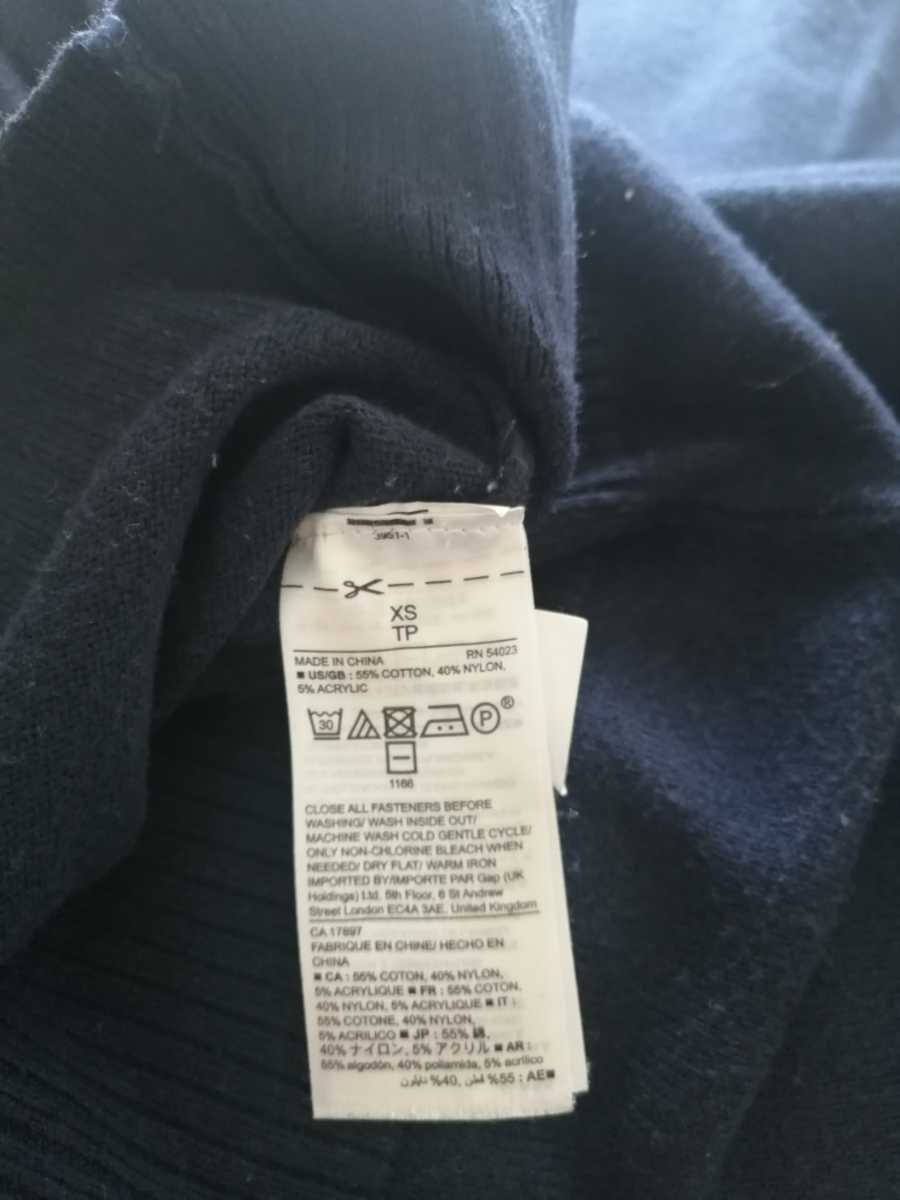 3951-1
XS
TP
MADE IN CHINA RN 54023
■ US/GB : 55% COTTON, 40% NYLON,
5% ACRYLIC
30 P ®
1166
CLOSE ALL FASTENERS BEFORE
WASHING/ WASH INSIDE OUT/
MACHINE WASH COLD GENTLE CYCLE/
ONLY NON-CHLORINE BLEACH WHEN
NEEDED/ DRY FLAT/ WARM IRON
IMPORTED BY/IMPORTE PAR Gap (UK
Holdings) Ltd. 5th Floor, 6 St Andrew
Street London EC4A 3AE, United Kingdom
CA 17897
FABRIQUE EN CHINE/ HECHO EN
CHINA
■ CA : 55% COTON, 40% NYLON,
5% ACRYLIQUE ■ FR : 55% COTON,
40% NYLON, 5% ACRYLIQUE ■ IT :
55% COTONE, 40% NYLON,
5% ACRILICO ■ JP : 55% 綿,
40% ナイロン, 5% アクリル ■ AR :
55% algodón, 40% poliamida, 5% acrílico
■AE : 55% قطن, 40% نايلون